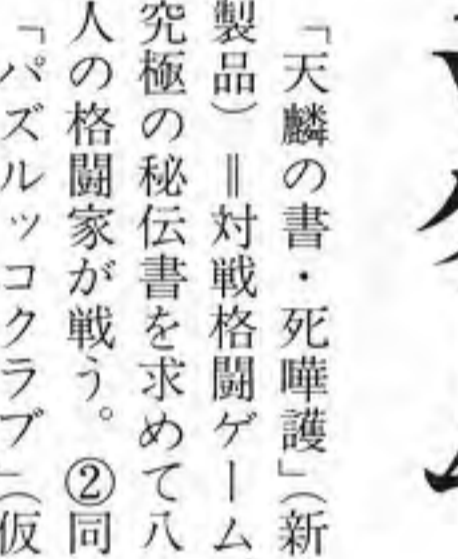 「天麟の書・死曄護」（新
製品）＝対戦格闘ゲーム
究極の秘伝書を求めて八
人の格闘家が戦う。②同
「パズルッコクラブ」（仮